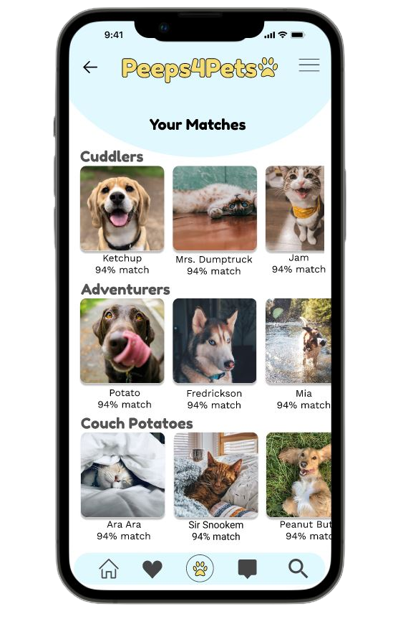 9:41
Peeps4Pets
Your Matches
Cuddlers
Ketchup
94% match
Mrs. Dumptruck
94% match
Jam
94% match
Adventurers
Potato
94% match
Fredrickson
94% match
Mia
94% match
Couch Potatoes
Ara Ara
94% match
Sir Snookem
94% match
Peanut But
94% mat